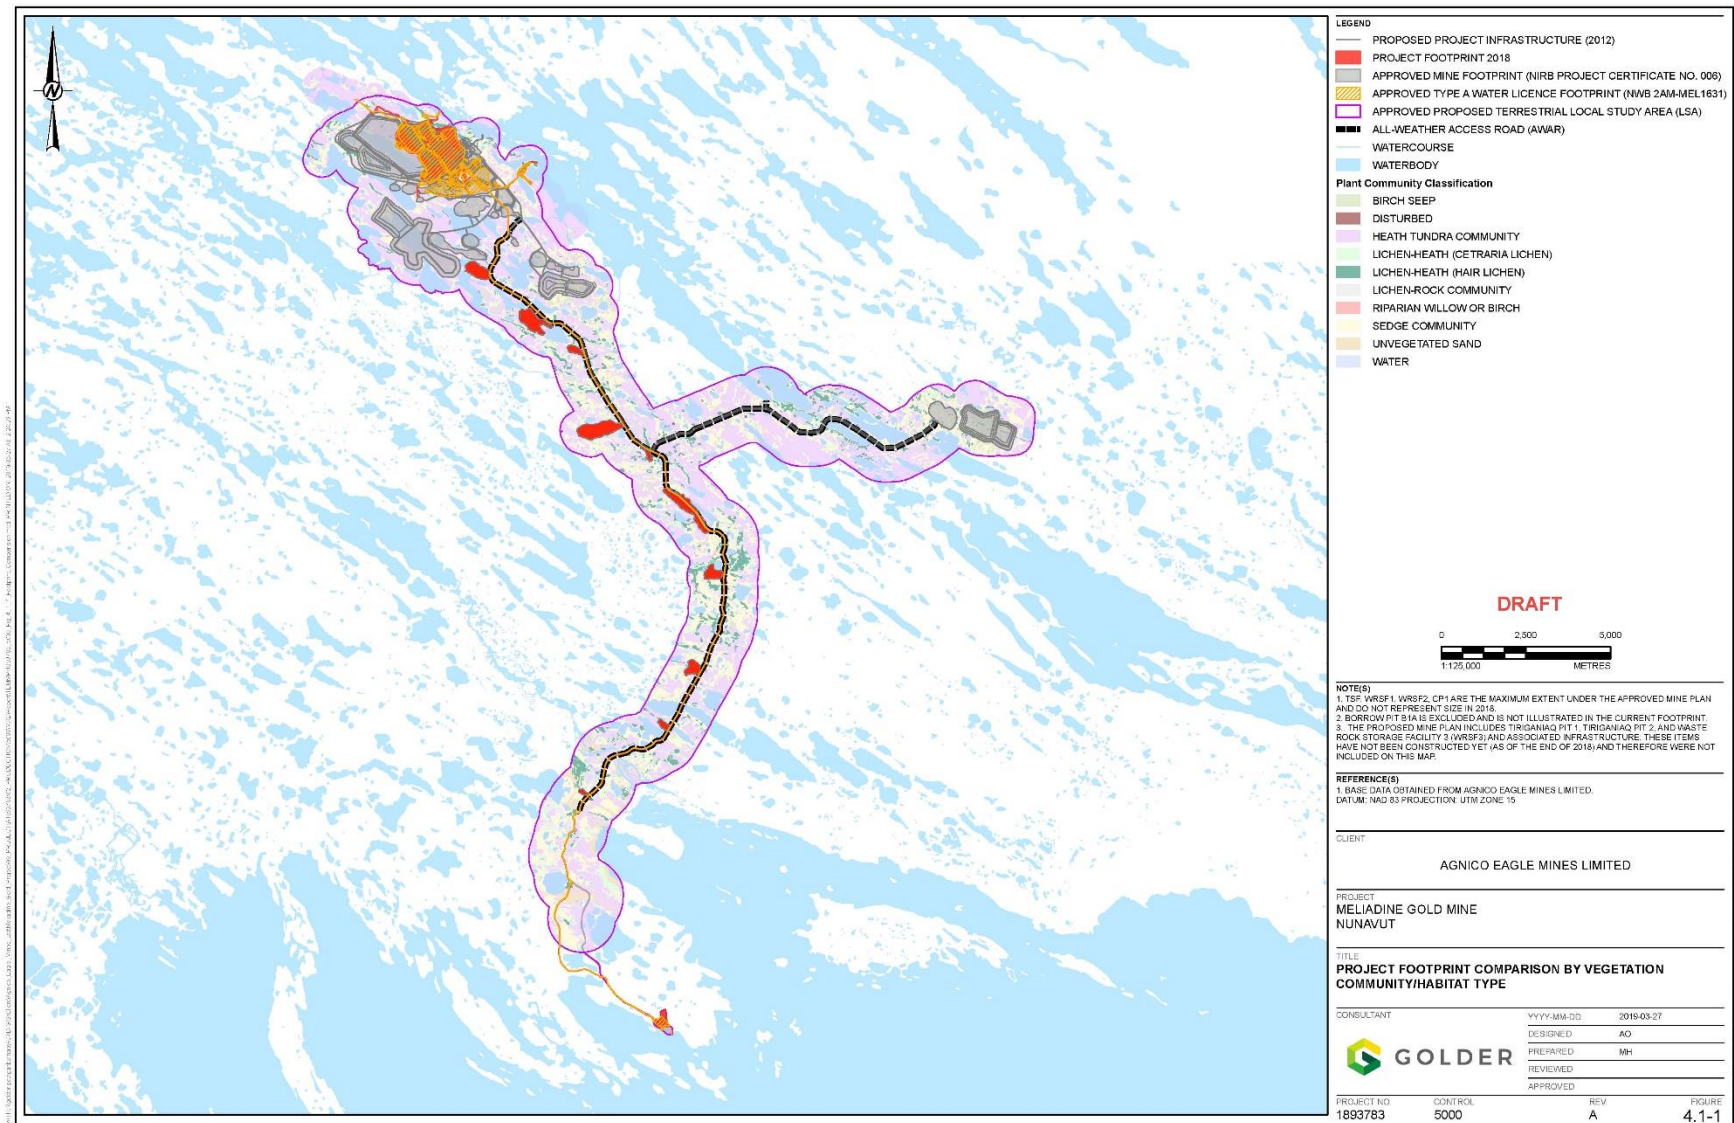 N
LEGEND
PROPOSED PROJECT INFRASTRUCTURE (2012)
PROJECT FOOTPRINT 2018
APPROVED MINE FOOTPRINT (NIRB PROJECT CERTIFICATE NO. 006)
APPROVED TYPE A WATER LICENCE FOOTPRINT (NWB 2AM-MEL1631)
APPROVED PROPOSED TERRESTRIAL LOCAL STUDY AREA (LSA)
ALL-WEATHER ACCESS ROAD (AWAR)
WATERCOURSE
WATERBODY
Plant Community Classification
BIRCH SEEP
DISTURBED
HEATH TUNDRA COMMUNITY
LICHEN-HEATH (CETRARIA LICHEN)
LICHEN-HEATH (HAIR LICHEN)
LICHEN-ROCK COMMUNITY
RIPARIAN WILLOW OR BIRCH
SEDGE COMMUNITY
UNVEGETATED SAND
WATER
DRAFT
0 2,500 5,000
1:125,000 METRES
NOTE(S)
1. TSF, WRSF1, WRSF2, CP1 ARE THE MAXIMUM EXTENT UNDER THE APPROVED MINE PLAN
AND DO NOT REPRESENT SIZE IN 2018.
2. BORROW PIT B1A IS EXCLUDED AND IS NOT ILLUSTRATED IN THE CURRENT FOOTPRINT.
3. THE PROPOSED MINE PLAN INCLUDES TIRIGANIAQ PIT 1, TIRIGANIAQ PIT 2, AND WASTE
ROCK STORAGE FACILITY 3 (WRSF3) AND ASSOCIATED INFRASTRUCTURE. THESE ITEMS
HAVE NOT BEEN CONSTRUCTED YET (AS OF THE END OF 2018) AND THEREFORE WERE NOT
INCLUDED ON THIS MAP.
REFERENCE(S)
1. BASE DATA OBTAINED FROM AGNICO EAGLE MINES LIMITED.
DATUM: NAD 83 PROJECTION: UTM ZONE 15
CLIENT
AGNICO EAGLE MINES LIMITED
PROJECT
MELIADINE GOLD MINE
NUNAVUT
TITLE
PROJECT FOOTPRINT COMPARISON BY VEGETATION
COMMUNITY/HABITAT TYPE
CONSULTANT
GOLDER
YYYY-MM-DD 2019-03-27
DESIGNED AO
PREPARED MH
REVIEWED
APPROVED
PROJECT NO. CONTROL REV. FIGURE
1893783 5000 A 4.1-1